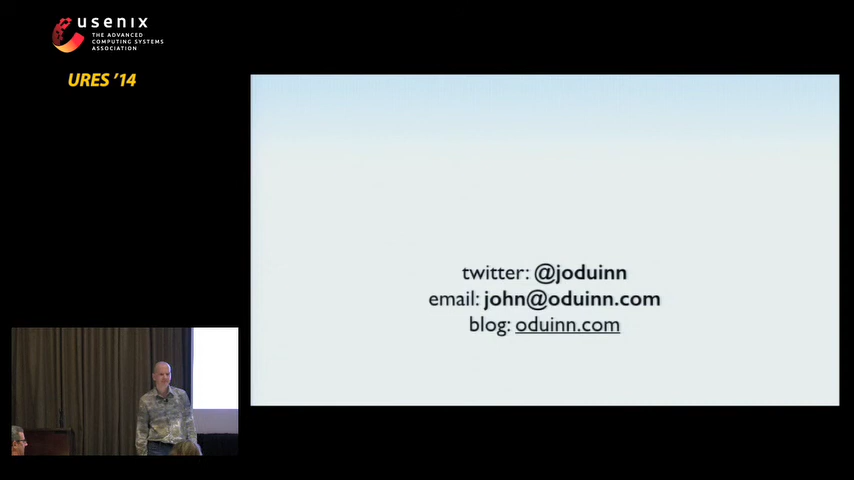 usenix
THE ADVANCED
COMPUTING SYSTEMS
ASSOCIATION
URES '14
twitter: @joduinn
email: john@oduinn.com
blog: oduinn.com